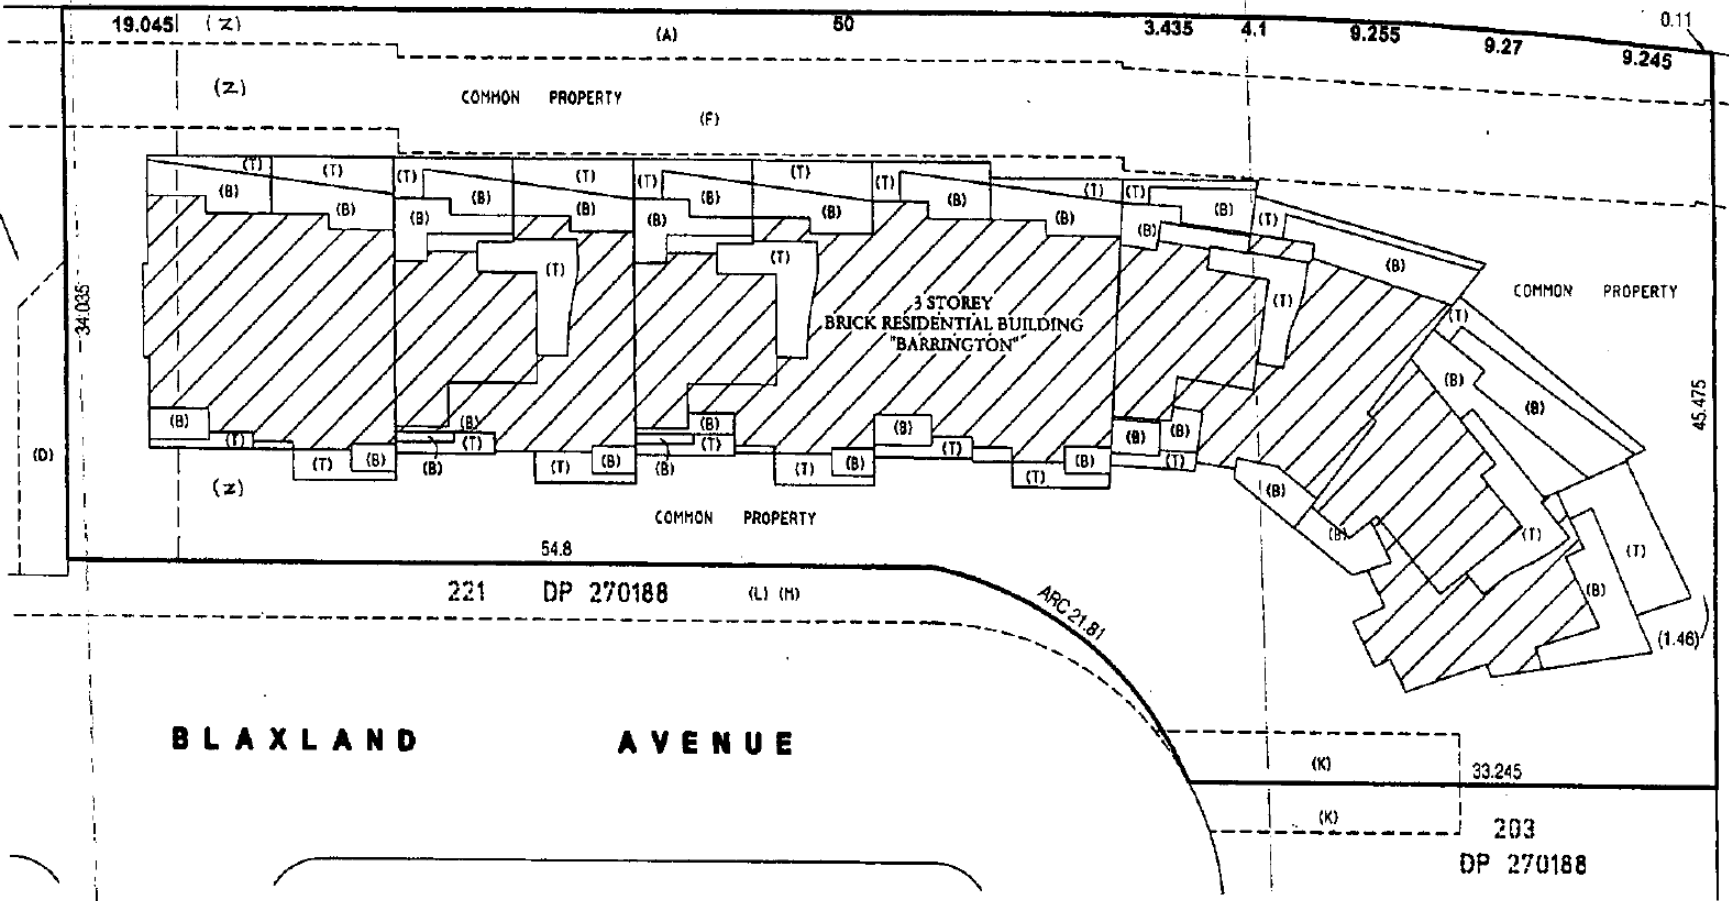 19.045 (Z) (A) 50 3.435 4.1 9.255 9.27 9.245 0.11
(Z)
COMMON PROPERTY
(F)
(T) (T) (T) (T) (T) (T) (T) (T) (T)
(B) (B) (B) (B) (B) (B) (B) (B) (B) (T)
(B) (B) (B)
(T) (T) (B)
(T)
34.035
3 STOREY
BRICK RESIDENTIAL BUILDING
"BARRINGTON"
COMMON PROPERTY
(T)
(B)
(B)
45.475
(B) (B) (B) (B) (B) (B)
(T) (T) (T) (T)
(D) (T) (B) (B) (T) (B) (B) (T) (B) (T) (B) (T)
(Z) (B)
COMMON PROPERTY
(B) (T) (T)
54.8
221 DP 270188 (L) (M)
(B)
ARC 21.81
(1.46)
BLAXLAND AVENUE
(K)
33.245
(K)
203
DP 270188